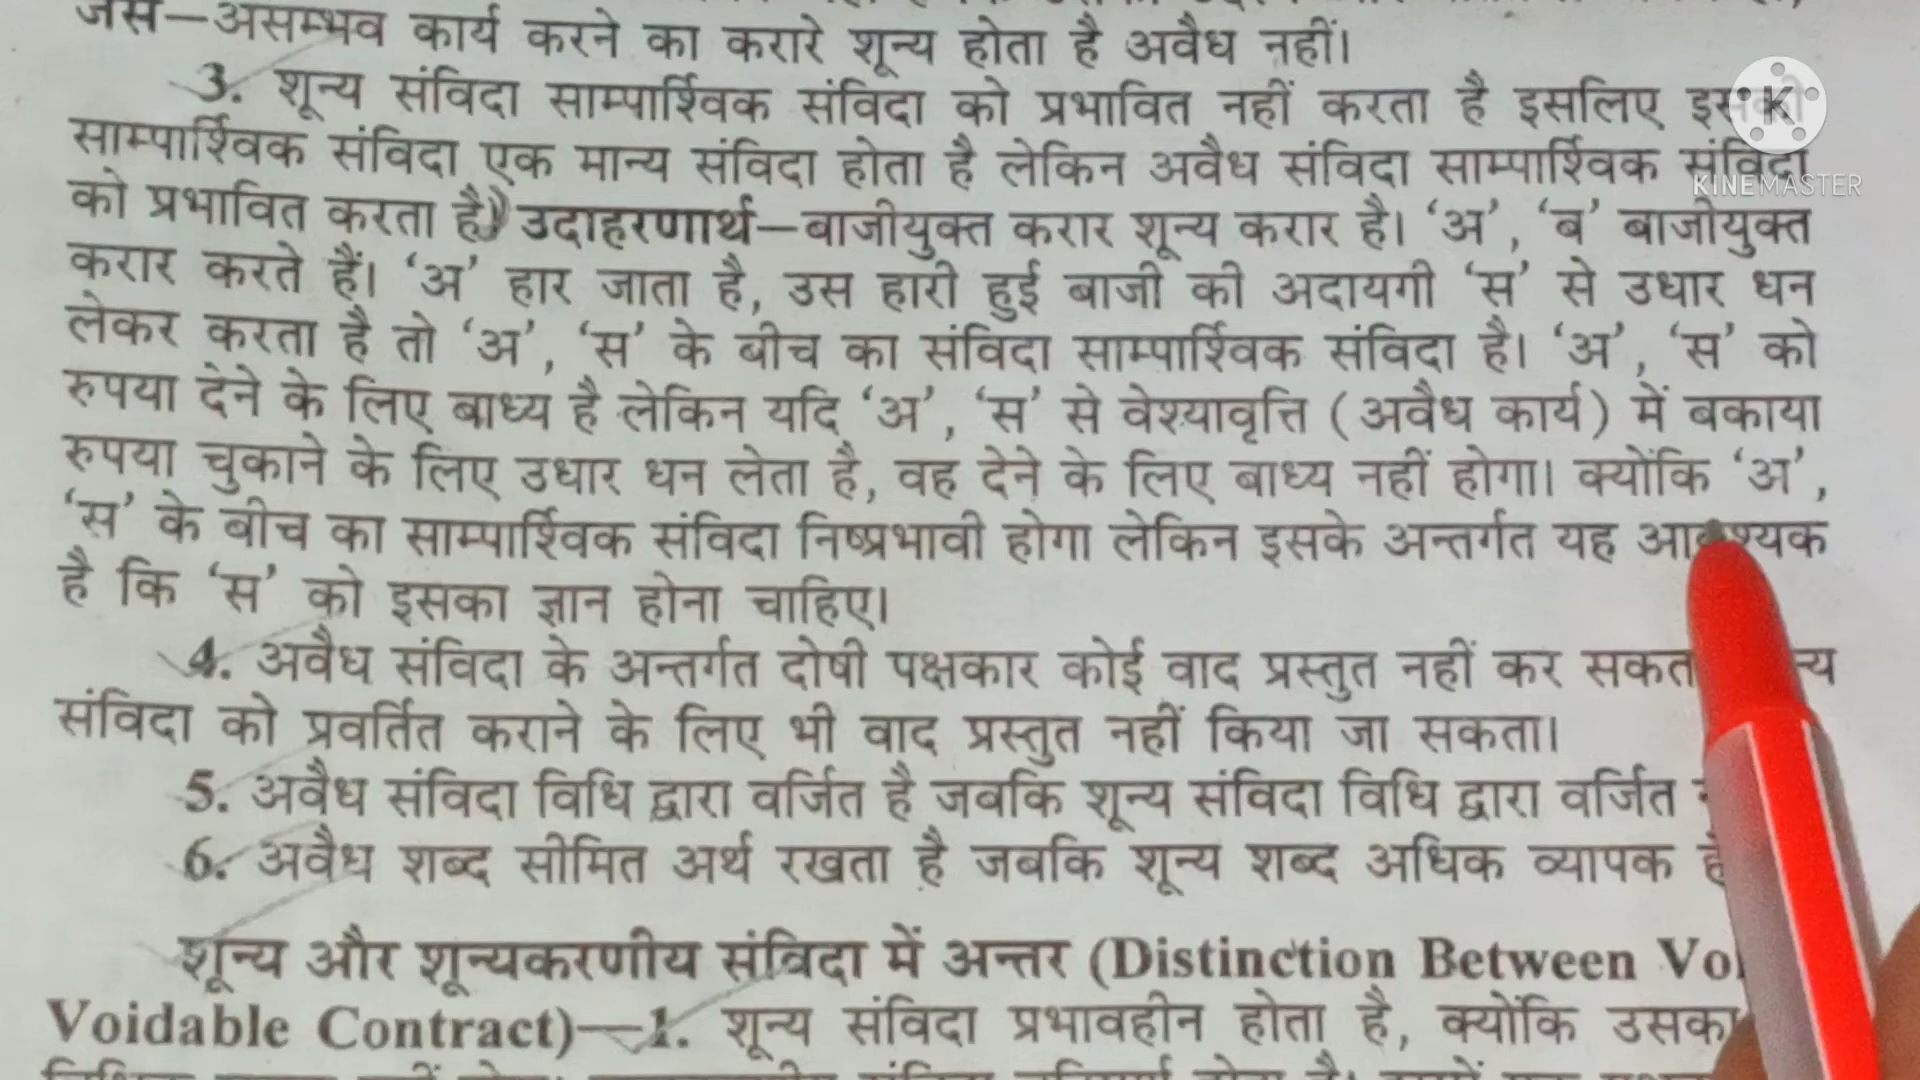 जैसे—असम्भव कार्य करने का करार शून्य होता है अवैध नहीं।
3. शून्य संविदा साम्पार्श्विक संविदा को प्रभावित नहीं करता है इसलिए
साम्पार्श्विक संविदा एक मान्य संविदा होता है लेकिन अवैध संविदा साम्पार्श्विक संविदा
को प्रभावित करता है। उदाहरणार्थ—बाजीयुक्त करार शून्य करार है। ‘अ’, ‘ब’ बाजीयुक्त
करार करते हैं। ‘अ’ हार जाता है, उस हारी हुई बाजी की अदायगी ‘स’ से उधार धन
लेकर करता है तो ‘अ’, ‘स’ के बीच का संविदा साम्पार्श्विक संविदा है। ‘अ’, ‘स’ को
रुपया देने के लिए बाध्य है लेकिन यदि ‘अ’, ‘स’ से वेश्यावृत्ति (अवैध कार्य) में बकाया
रुपया चुकाने के लिए उधार धन लेता है, वह देने के लिए बाध्य नहीं होगा। क्योंकि ‘अ’,
‘स’ के बीच का साम्पार्श्विक संविदा निष्प्रभावी होगा लेकिन इसके अन्तर्गत यह आवश्यक
है कि ‘स’ को इसका ज्ञान होना चाहिए।
4. अवैध संविदा के अन्तर्गत दोषी पक्षकार कोई वाद प्रस्तुत नहीं कर
संविदा को प्रवर्तित कराने के लिए भी वाद प्रस्तुत नहीं किया जा सकता।
5. अवैध संविदा विधि द्वारा वर्जित है जबकि शून्य संविदा विधि द्वारा वर्जित
6. अवैध शब्द सीमित अर्थ रखता है जबकि शून्य शब्द अधिक व्यापक
शून्य और शून्यकरणीय संविदा में अन्तर (Distinction Between
Voidable Contract)—1. शून्य संविदा प्रभावहीन होता है, क्योंकि उसका
K
KINEMASTER